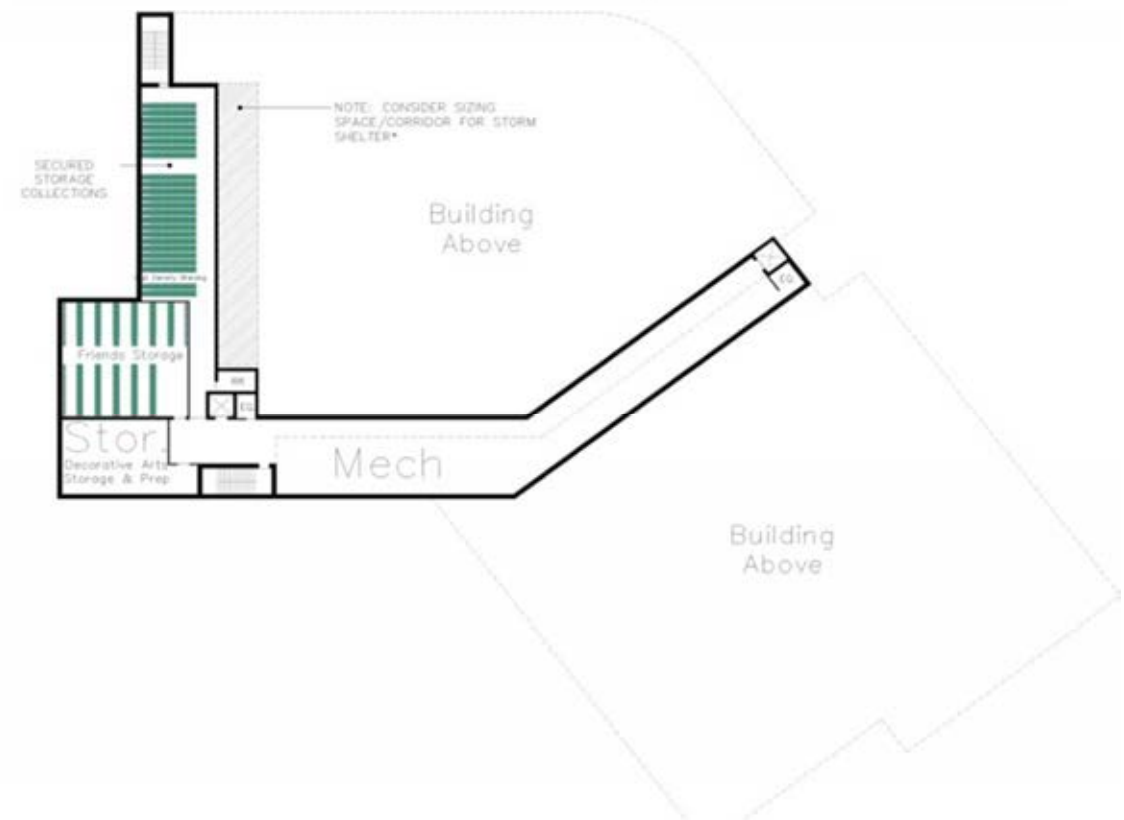 NOTE: CONSIDER SIZING
SPACE/CORRIDOR FOR STORM
SHELTER*
SECURED
STORAGE
COLLECTIONS
Building
Above
EQ
Friends Storage
EQ
Stor.
Decorative Arts
Storage & Prep
Mech
Building
Above